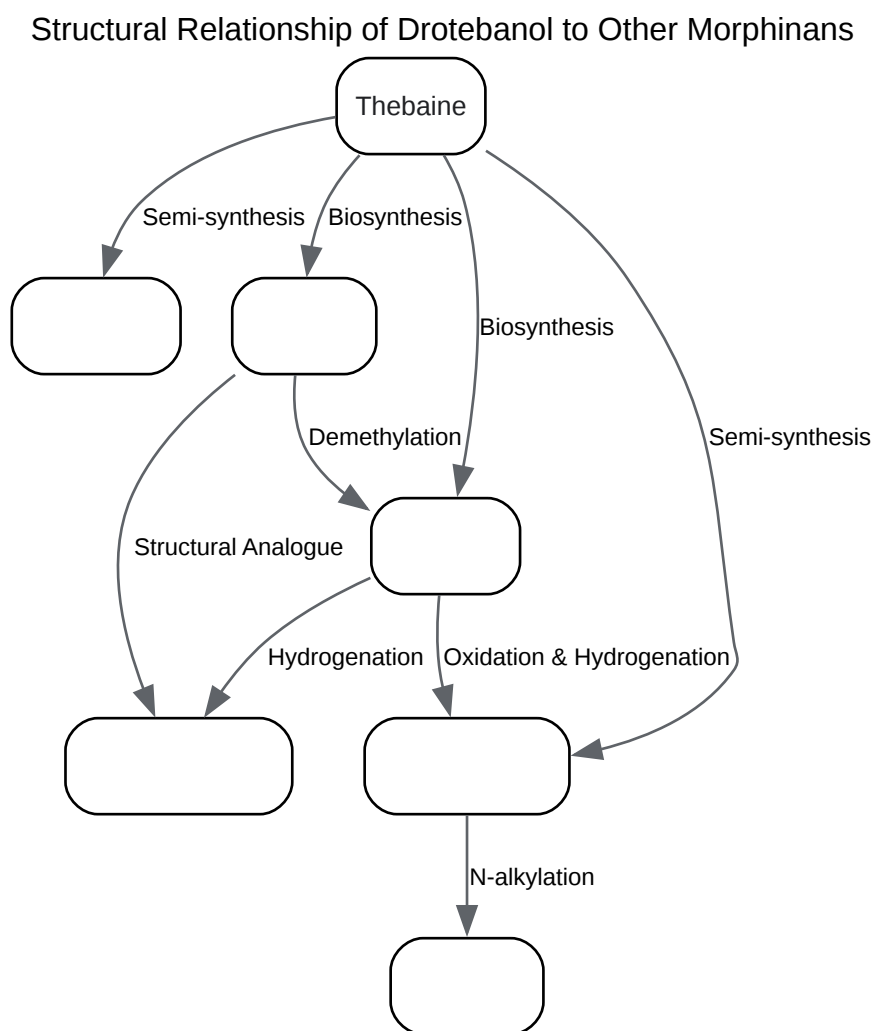 Structural Relationship of Drotebanol to Other Morphinans
Thebaine
Semi-synthesis
Biosynthesis
Biosynthesis
Demethylation
Semi-synthesis
Structural Analogue
Hydrogenation
Oxidation & Hydrogenation
N-alkylation